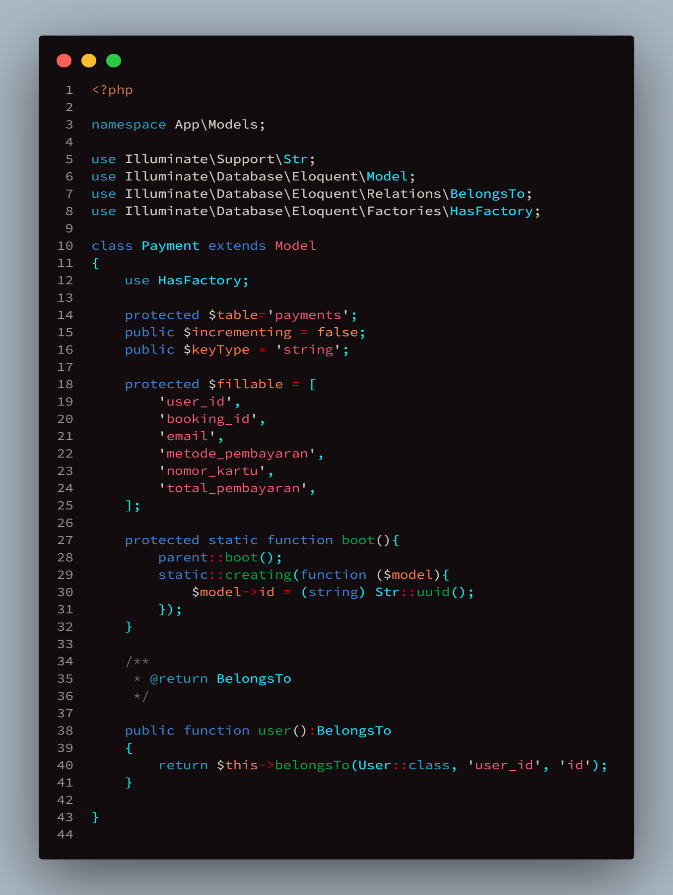 1 <?php
2
3 namespace App\Models;
4
5 use Illuminate\Support\Str;
6 use Illuminate\Database\Eloquent\Model;
7 use Illuminate\Database\Eloquent\Relations\BelongsTo;
8 use Illuminate\Database\Eloquent\Factories\HasFactory;
9
10 class Payment extends Model
11 {
12     use HasFactory;
13
14     protected $table='payments';
15     public $incrementing = false;
16     public $keyType = 'string';
17
18     protected $fillable = [
19         'user_id',
20         'booking_id',
21         'email',
22         'metode_pembayaran',
23         'nomor_kartu',
24         'total_pembayaran',
25     ];
26
27     protected static function boot(){
28         parent::boot();
29         static::creating(function ($model){
30             $model->id = (string) Str::uuid();
31         });
32     }
33
34     /**
35      * @return BelongsTo
36      */
37
38     public function user():BelongsTo
39     {
40         return $this->belongsTo(User::class, 'user_id', 'id');
41     }
42
43 }
44